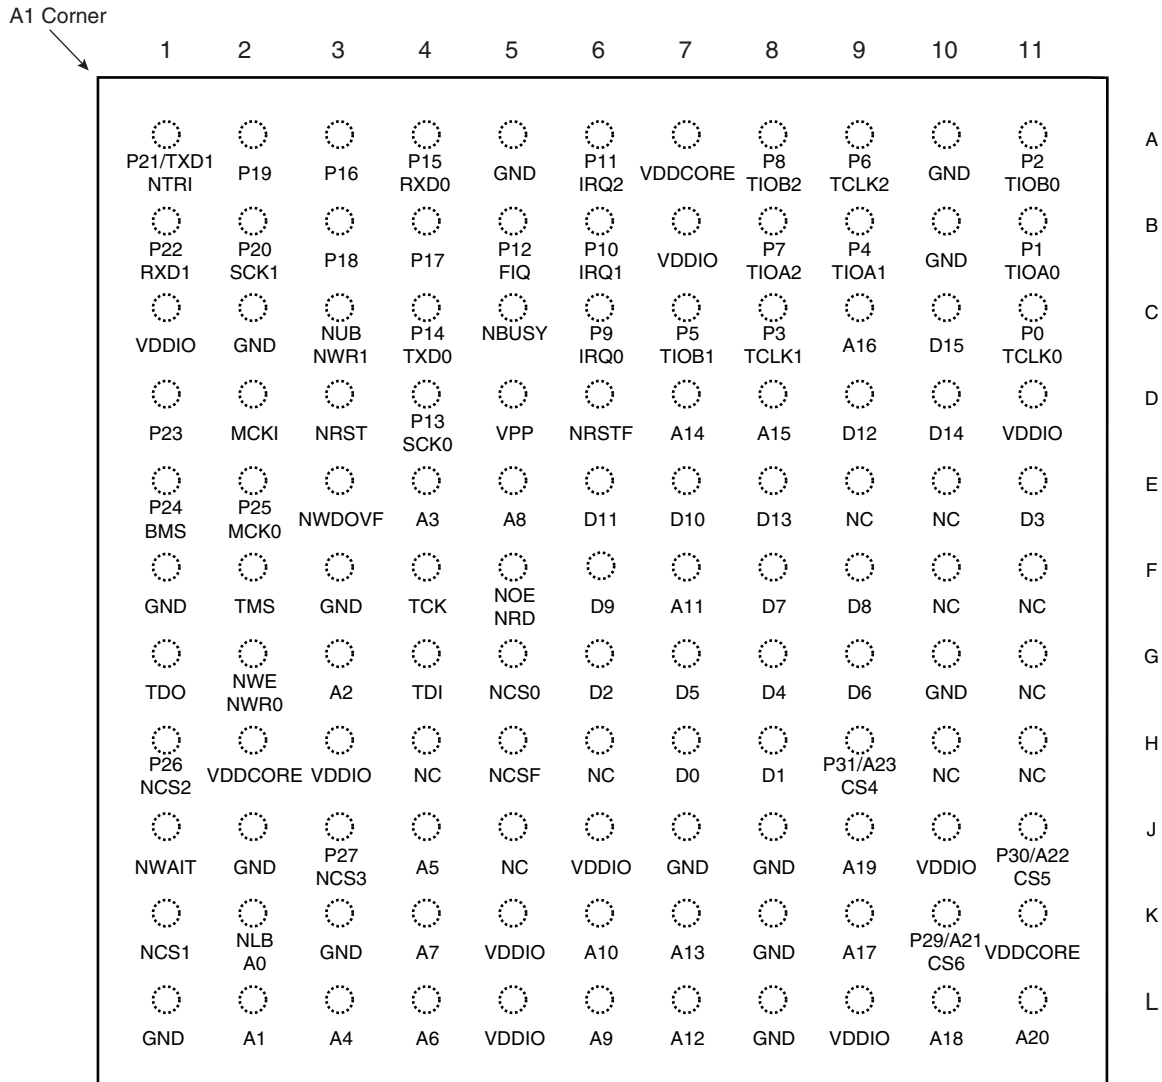 A1 Corner
1 2 3 4 5 6 7 8 9 10 11
A
P21/TXD1 P15 P11 P8 P6 P2
P19 P16 GND VDDCORE GND
NTRI RXD0 IRQ2 TIOB2 TCLK2 TIOB0
B
P22 P20 P12 P10 P7 P4 P1
P18 P17 VDDIO GND
RXD1 SCK1 FIQ IRQ1 TIOA2 TIOA1 TIOA0
C
NUB P14 NBUSY P9 P5 P3 P0
VDDIO GND A16 D15
NWR1 TXD0 IRQ0 TIOB1 TCLK1 TCLK0
D
P13
P23 MCKI NRST VPP NRSTF A14 A15 D12 D14 VDDIO
SCK0
E
P24 P25
NWDOVF A3 A8 D11 D10 D13 NC NC D3
BMS MCK0
F
NOE
GND TMS GND TCK D9 A11 D7 D8 NC NC
NRD
G
NWE
TDO A2 TDI NCS0 D2 D5 D4 D6 GND NC
NWR0
H
P26 P31/A23
VDDCORE VDDIO NC NCSF NC D0 D1 NC NC
NCS2 CS4
J
P27 P30/A22
NWAIT GND A5 NC VDDIO GND GND A19 VDDIO
NCS3 CS5
K
NLB P29/A21
NCS1 GND A7 VDDIO A10 A13 GND A17 VDDCORE
A0 CS6
L
GND A1 A4 A6 VDDIO A9 A12 GND VDDIO A18 A20